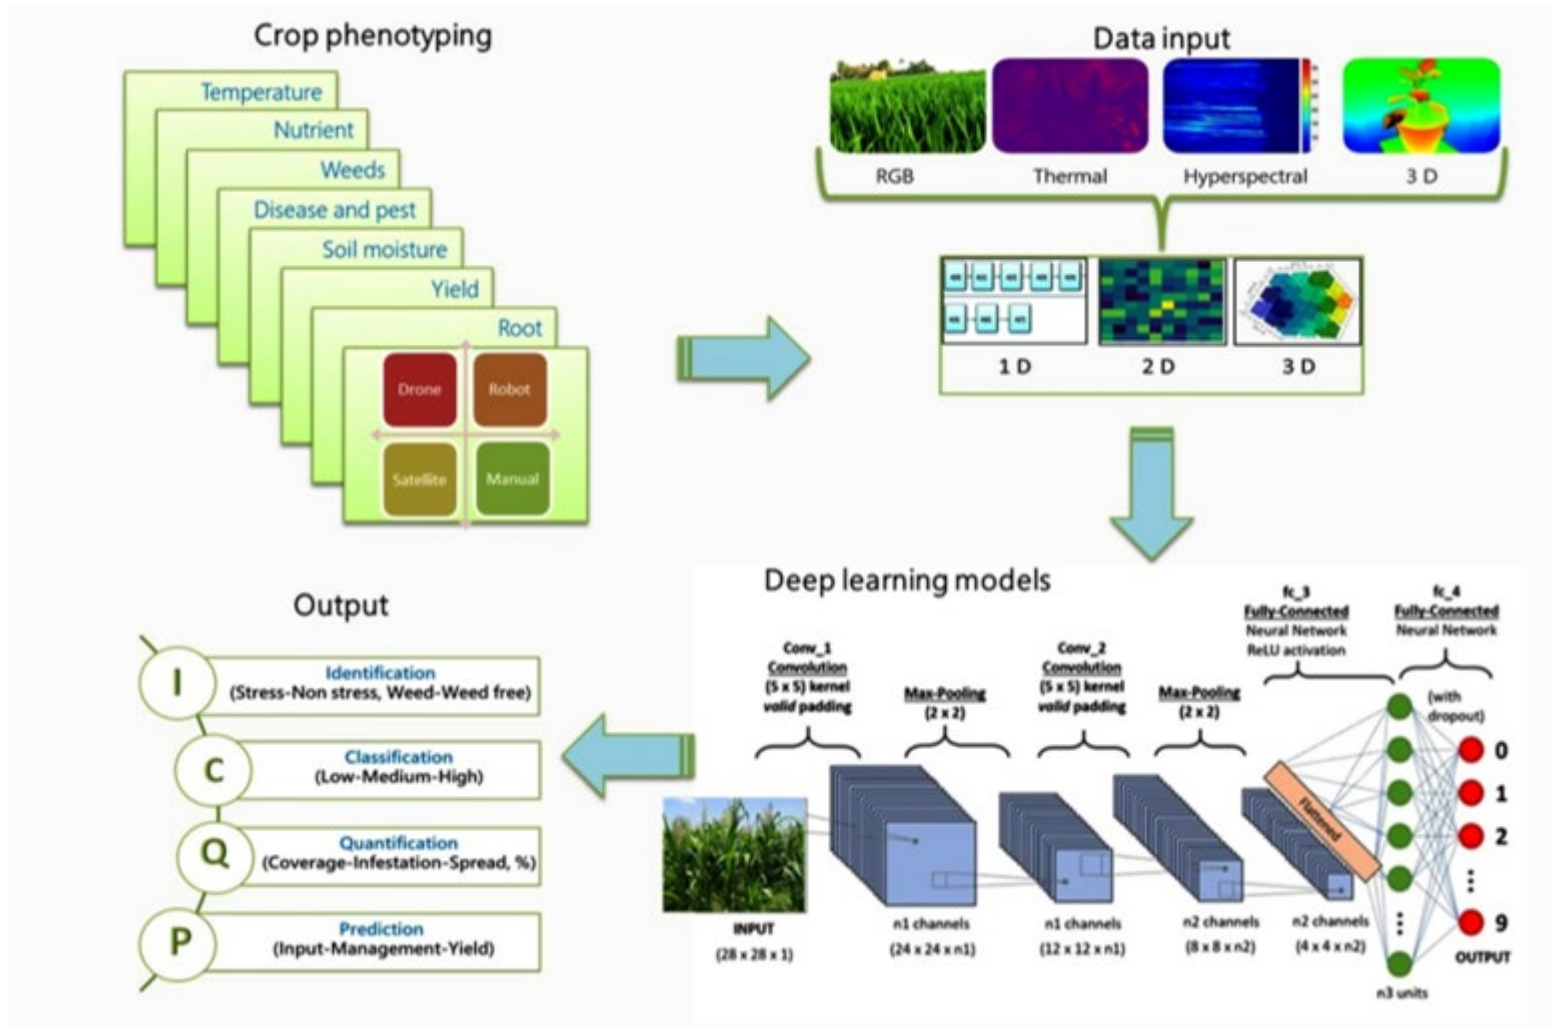 Crop phenotyping
Temperature
Nutrient
Weeds
Disease and pest
Soil moisture
Yield
Root
Drone
Robot
Satellite
Manual
Data input
RGB
Thermal
Hyperspectral
3 D
1 D
2 D
3 D
Deep learning models
Conv_1
Convolution
(5 x 5) kernel
valid padding
Max-Pooling
(2 x 2)
Conv_2
Convolution
(5 x 5) kernel
valid padding
Max-Pooling
(2 x 2)
fc_3
Fully-Connected
Neural Network
ReLU activation
fc_4
Fully-Connected
Neural Network
(with
dropout)
Flattened
0
1
2
9
OUTPUT
INPUT
(28 x 28 x 1)
n1 channels
(24 x 24 x n1)
n1 channels
(12 x 12 x n1)
n2 channels
(8 x 8 x n2)
n2 channels
(4 x 4 x n2)
n3 units
Output
I
Identification
(Stress-Non stress, Weed-Weed free)
C
Classification
(Low-Medium-High)
Q
Quantification
(Coverage-Infestation-Spread, %)
P
Prediction
(Input-Management-Yield)